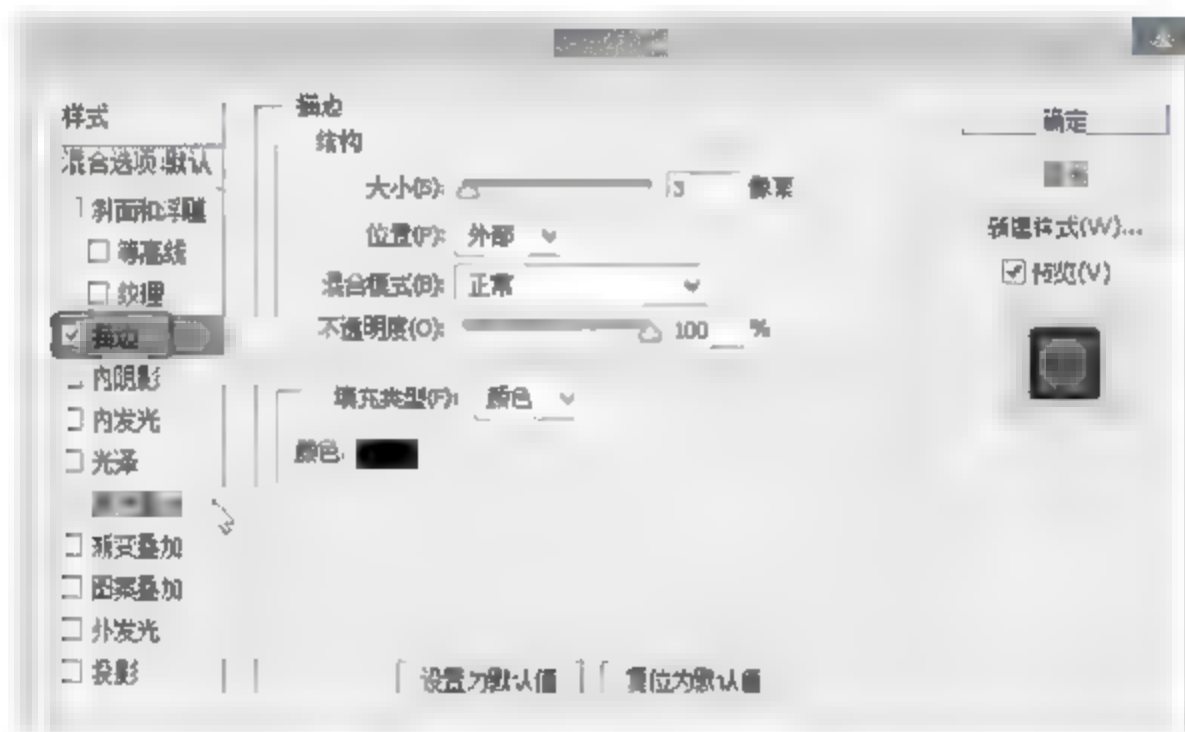 样式
混合选项:默认
斜面和浮雕
等高线
纹理
描边
内阴影
内发光
光泽
渐变叠加
图案叠加
外发光
投影
描边
结构
大小(S): 3 像素
位置(P): 外部
混合模式(B): 正常
不透明度(O): 100 %
填充类型(F): 颜色
颜色:
设置为默认值 复位为默认值
确定
新建样式(W)...
预览(V)